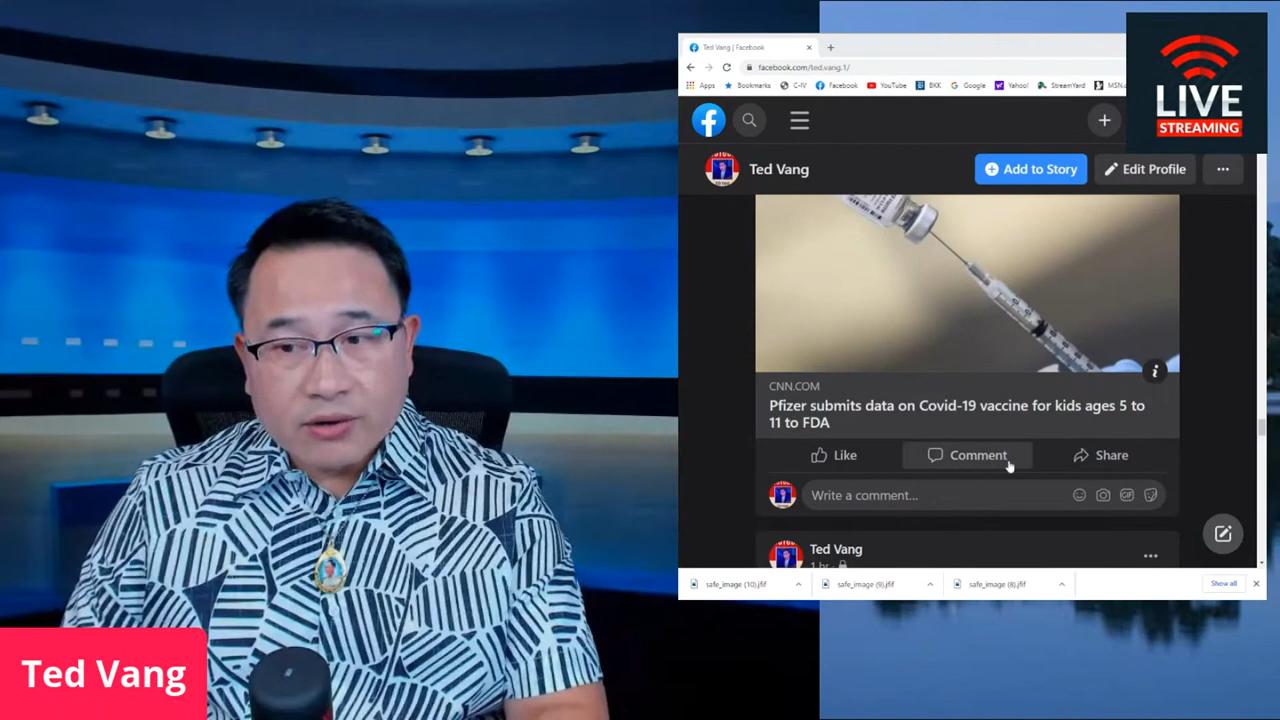 Ted Vang | Facebook
facebook.com/ted.vang.1/
Apps Bookmarks C-IV Facebook YouTube BKK Google Yahoo! StreamYard
LIVE
STREAMING
Ted Vang
Add to Story
Edit Profile
CNN.COM
Pfizer submits data on Covid-19 vaccine for kids ages 5 to
11 to FDA
Like Comment Share
Write a comment...
GIF
Ted Vang
1 hr
safe_image (10).jfif safe_image (9).jfif safe_image (8).jfif Show all
Ted Vang